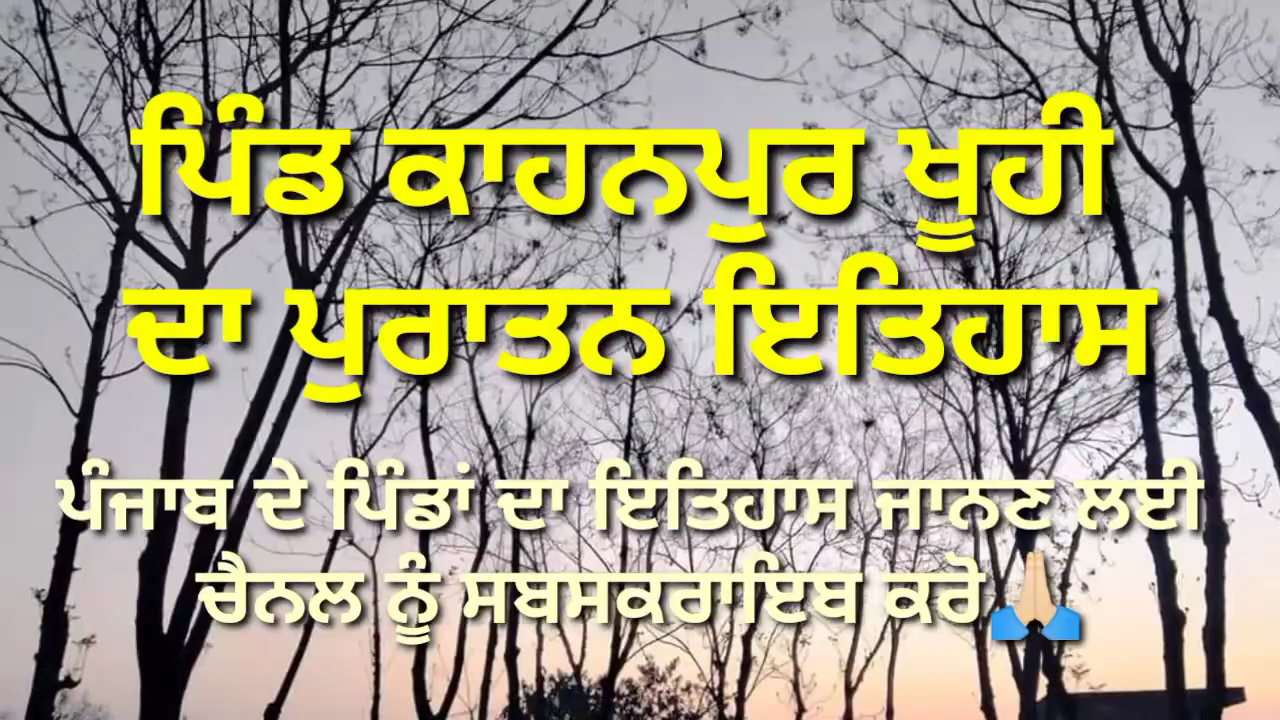 ਪਿੰਡ ਕਾਹਨਪੁਰ ਖੂਹੀ
ਦਾ ਪੁਰਾਤਨ ਇਤਿਹਾਸ
ਪੰਜਾਬ ਦੇ ਪਿੰਡਾਂ ਦਾ ਇਤਿਹਾਸ ਜਾਨਣ ਲਈ
ਚੈਨਲ ਨੂੰ ਸਬਸਕਰਾਇਬ ਕਰੋ🙏🏼